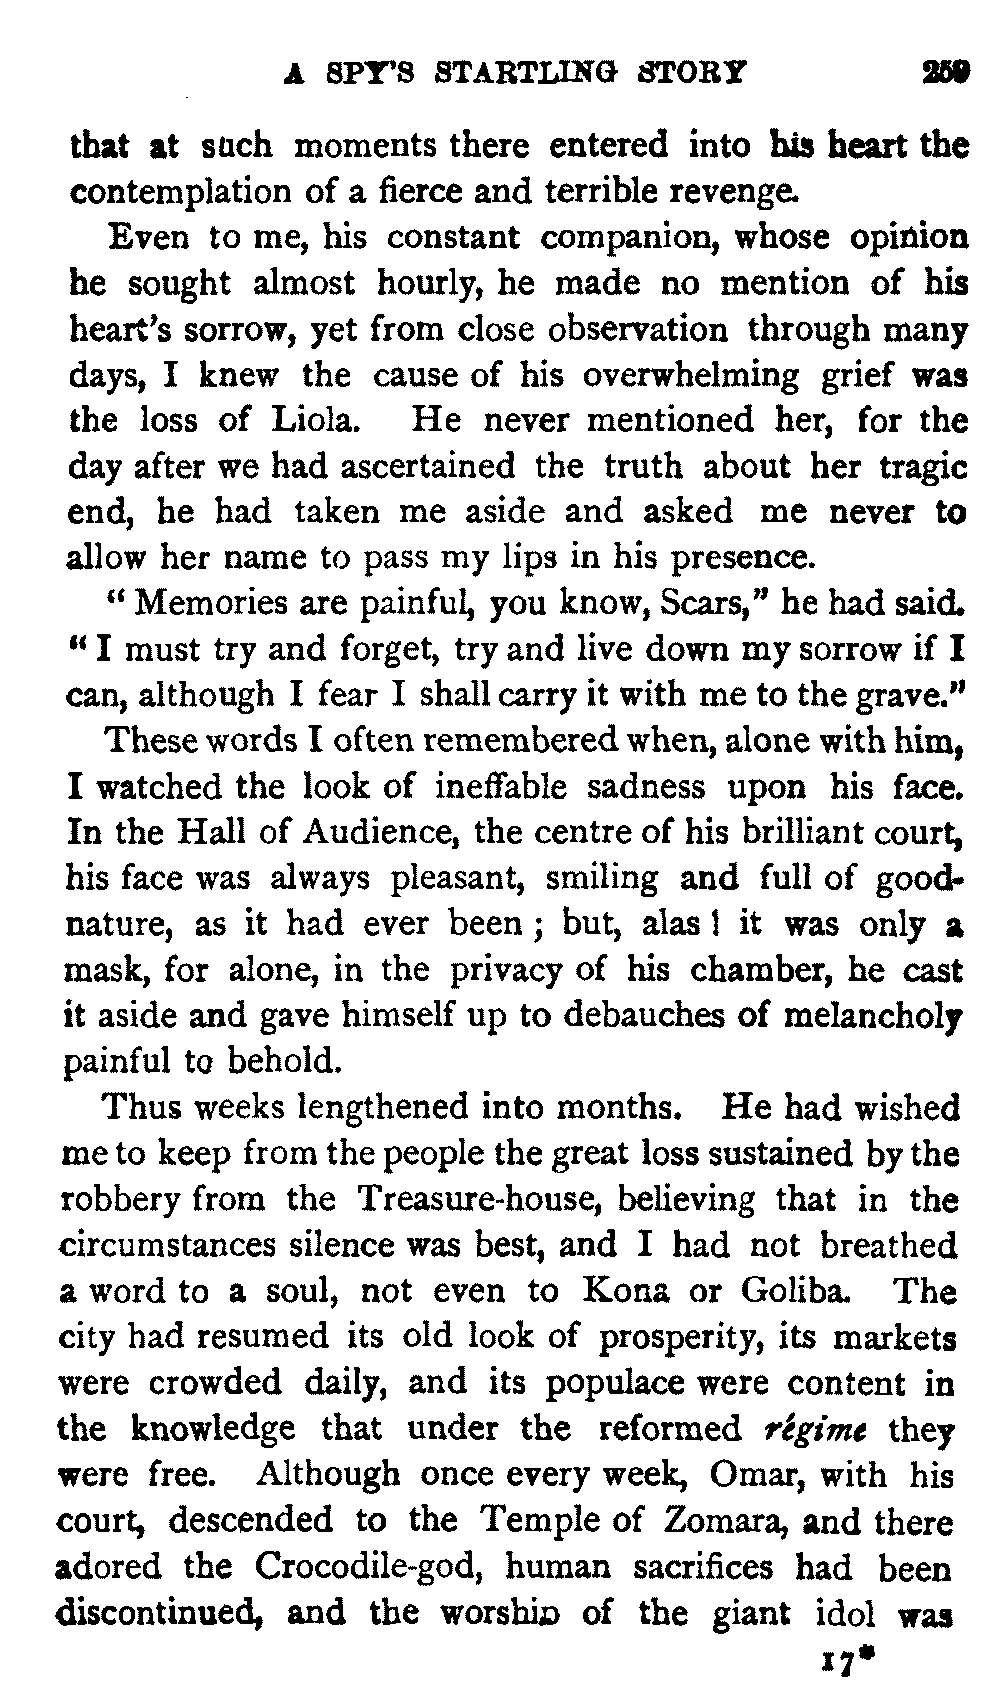 A SPY'S STARTLING STORY 259
that at such moments there entered into his heart the
contemplation of a fierce and terrible revenge.
Even to me, his constant companion, whose opinion
he sought almost hourly, he made no mention of his
heart's sorrow, yet from close observation through many
days, I knew the cause of his overwhelming grief was
the loss of Liola. He never mentioned her, for the
day after we had ascertained the truth about her tragic
end, he had taken me aside and asked me never to
allow her name to pass my lips in his presence.
"Memories are painful, you know, Scars," he had said.
"I must try and forget, try and live down my sorrow if I
can, although I fear I shall carry it with me to the grave."
These words I often remembered when, alone with him,
I watched the look of ineffable sadness upon his face.
In the Hall of Audience, the centre of his brilliant court,
his face was always pleasant, smiling and full of good-
nature, as it had ever been; but, alas! it was only a
mask, for alone, in the privacy of his chamber, he cast
it aside and gave himself up to debauches of melancholy
painful to behold.
Thus weeks lengthened into months. He had wished
me to keep from the people the great loss sustained by the
robbery from the Treasure-house, believing that in the
circumstances silence was best, and I had not breathed
a word to a soul, not even to Kona or Goliba. The
city had resumed its old look of prosperity, its markets
were crowded daily, and its populace were content in
the knowledge that under the reformed régime they
were free. Although once every week, Omar, with his
court, descended to the Temple of Zomara, and there
adored the Crocodile-god, human sacrifices had been
discontinued, and the worship of the giant idol was
17*